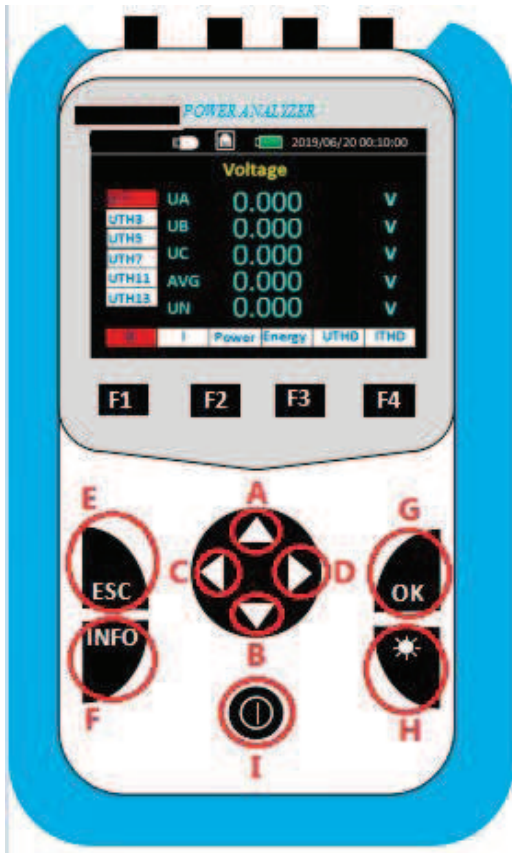 POWER ANALYZER
2019/06/20 00:10:00
Voltage
UA 0.000 V
UTH3
UB 0.000 V
UTH5
UC 0.000 V
UTH7
UTH11
AVG 0.000 V
UTH13
UN 0.000 V
I Power Energy UTHD ITHD
F1 F2 F3 F4
E A G
C D
ESC OK
INFO
B
F H
I